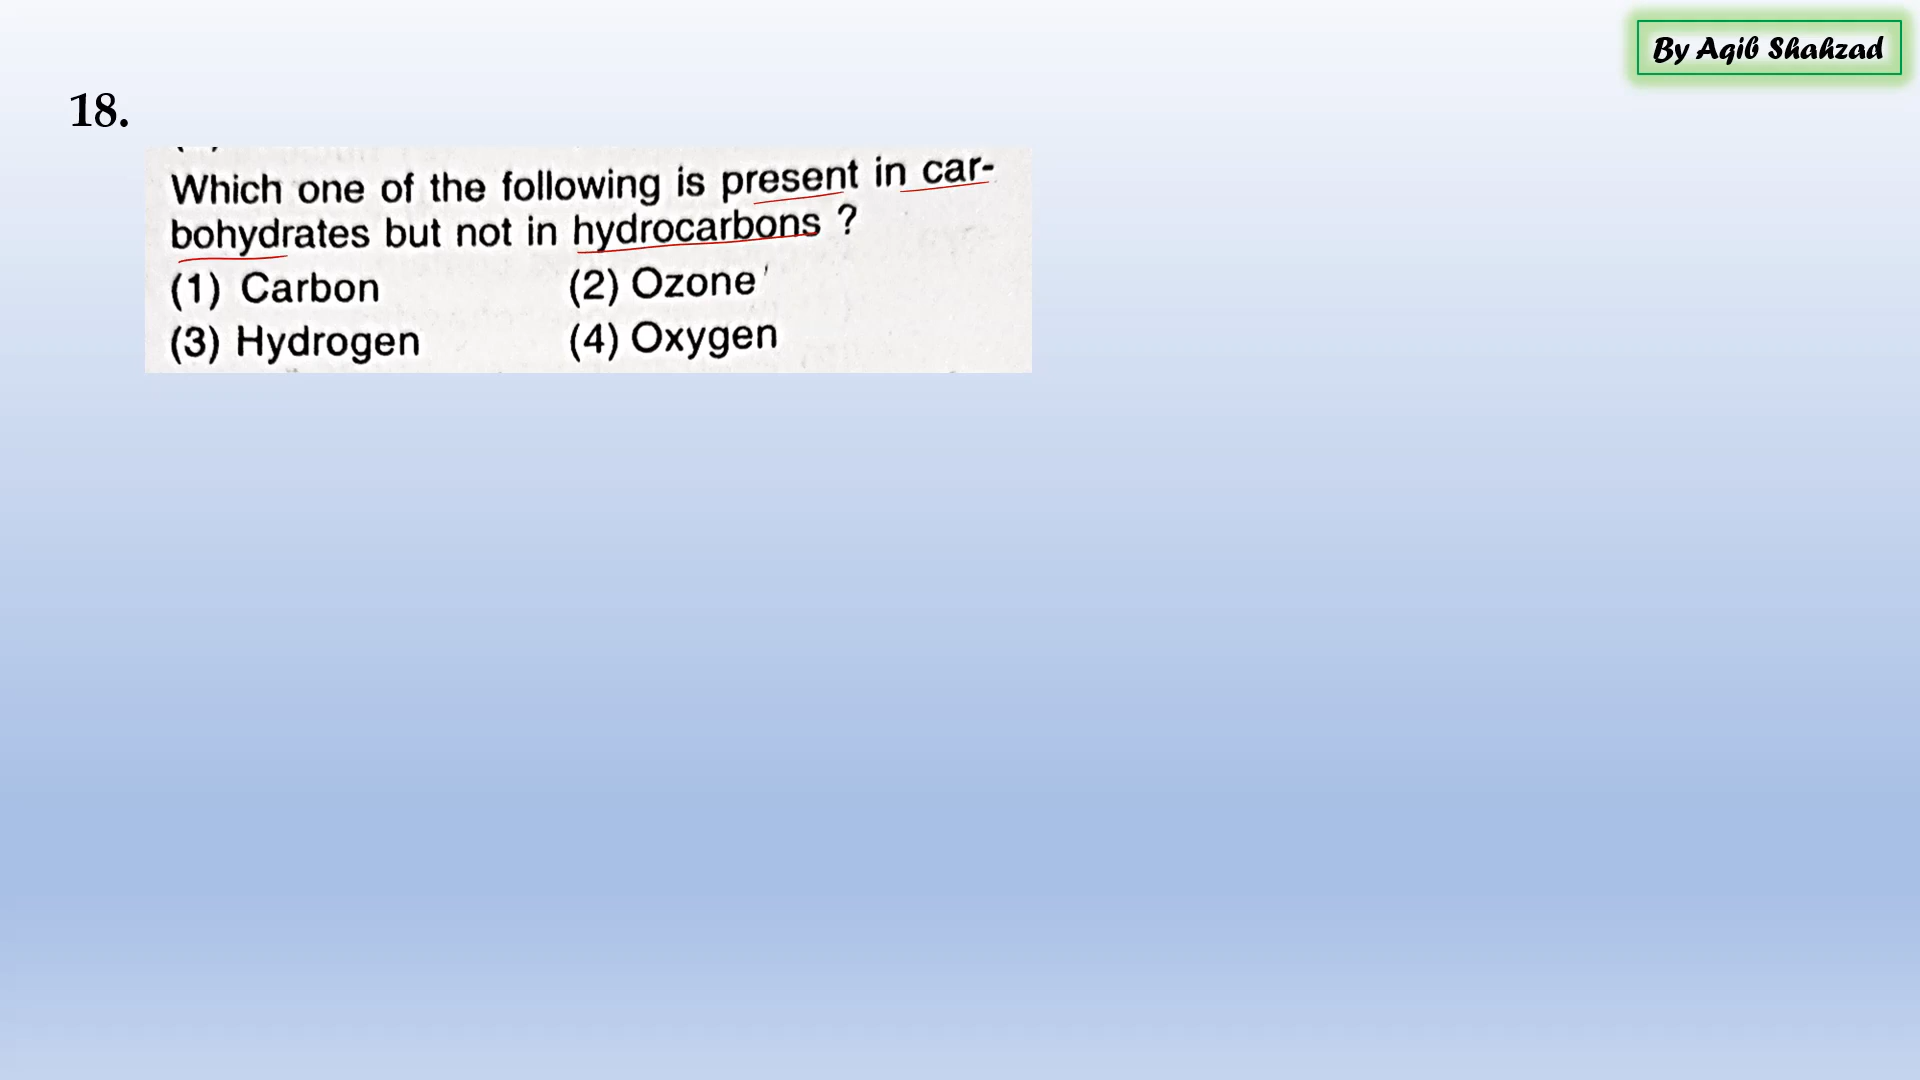 By Aqib Shahzad
18.
Which one of the following is present in car-
bohydrates but not in hydrocarbons ?
(1) Carbon (2) Ozone
(3) Hydrogen (4) Oxygen